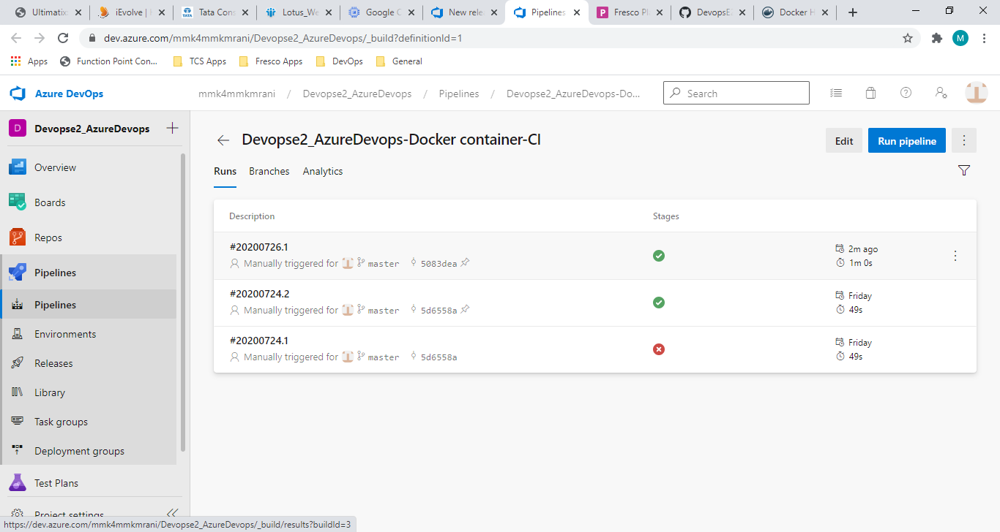 Ultimatix
iEvolve |
Tata Cons
Lotus_We
Google C
New rele
Pipelines
Fresco Pl
DevopsE
Docker H
dev.azure.com/mmk4mmkmrani/Devopse2_AzureDevops/_build?definitionId=1
M
Apps
Function Point Con...
TCS Apps
Fresco Apps
DevOps
General
Azure DevOps
mmk4mmkmrani / Devopse2_AzureDevops / Pipelines / Devopse2_AzureDevops-Do...
Search
D Devopse2_AzureDevops
Overview
Boards
Repos
Pipelines
Pipelines
Environments
Releases
Library
Task groups
Deployment groups
Test Plans
Project settings
Devopse2_AzureDevops-Docker container-CI
Edit
Run pipeline
Runs
Branches
Analytics
Description
Stages
#20200726.1
Manually triggered for master 5083dea
2m ago
1m 0s
#20200724.2
Manually triggered for master 5d6558a
Friday
49s
#20200724.1
Manually triggered for master 5d6558a
Friday
49s
https://dev.azure.com/mmk4mmkmrani/Devopse2_AzureDevops/_build/results?buildId=3